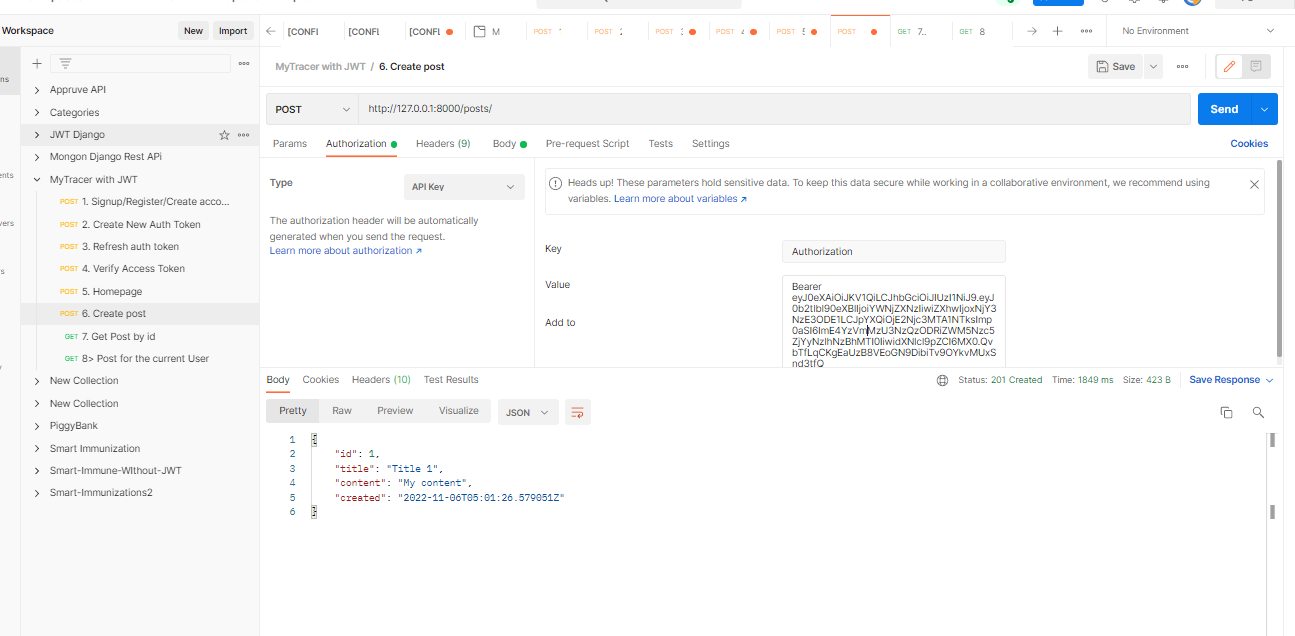 Workspace
New
Import
[CONFI
[CONFI
[CONFI
M
POST
POST
POST
POST
POST
POST
GET 7..
GET 8
No Environment
ns
ents
vers
s
Appruve API
Categories
JWT Django
Mongon Django Rest APi
MyTracer with JWT
POST 1. Signup/Register/Create acco...
POST 2. Create New Auth Token
POST 3. Refresh auth token
POST 4. Verify Access Token
POST 5. Homepage
POST 6. Create post
GET 7. Get Post by id
GET 8> Post for the current User
New Collection
New Collection
PiggyBank
Smart Immunization
Smart-Immune-WIthout-JWT
Smart-Immunizations2
MyTracer with JWT / 6. Create post
Save
POST
http://127.0.0.1:8000/posts/
Send
Params
Authorization
Headers (9)
Body
Pre-request Script
Tests
Settings
Cookies
Type
API Key
The authorization header will be automatically
generated when you send the request.
Learn more about authorization ↗
Heads up! These parameters hold sensitive data. To keep this data secure while working in a collaborative environment, we recommend using
variables. Learn more about variables ↗
Key
Authorization
Value
Bearer
Add to
Body
Cookies
Headers (10)
Test Results
Status: 201 Created
Time: 1849 ms
Size: 423 B
Save Response
Pretty
Raw
Preview
Visualize
JSON
1 {
2 "id": 1,
3 "title": "Title 1",
4 "content": "My content",
5 "created": "2022-11-06T05:01:26.579051Z"
6 }